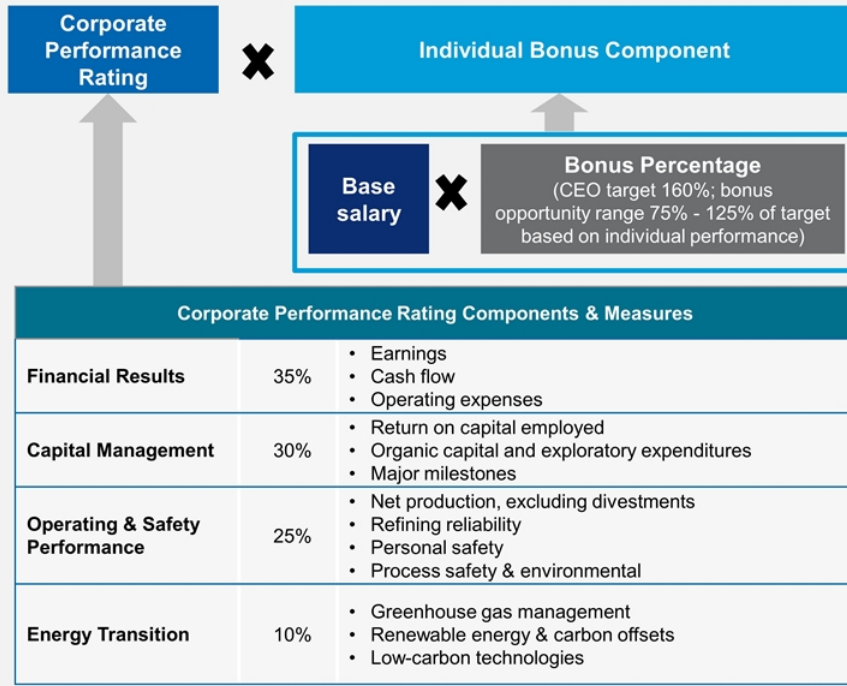 Corporate
Performance
Rating
✖
Individual Bonus Component
Base
salary
✖
Bonus Percentage
(CEO target 160%; bonus
opportunity range 75% - 125% of target
based on individual performance)
Corporate Performance Rating Components & Measures
Financial Results
35%
• Earnings
• Cash flow
• Operating expenses
Capital Management
30%
• Return on capital employed
• Organic capital and exploratory expenditures
• Major milestones
Operating & Safety
Performance
25%
• Net production, excluding divestments
• Refining reliability
• Personal safety
• Process safety & environmental
Energy Transition
10%
• Greenhouse gas management
• Renewable energy & carbon offsets
• Low-carbon technologies